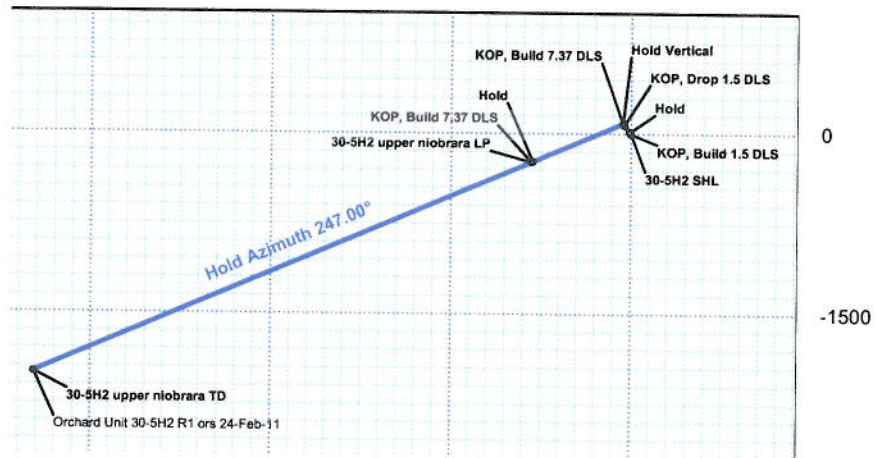 KOP, Build 7.37 DLS
Hold Vertical
KOP, Drop 1.5 DLS
Hold
Hold
KOP, Build 7.37 DLS
30-5H2 upper niobrara LP
0
KOP, Build 1.5 DLS
30-5H2 SHL
Hold Azimuth 247.00°
-1500
30-5H2 upper niobrara TD
Orchard Unit 30-5H2 R1 ors 24-Feb-11